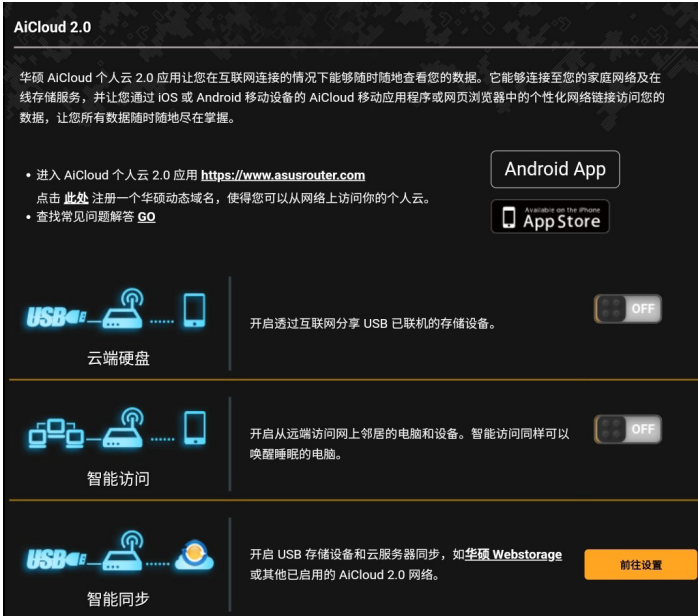 AiCloud 2.0
华硕 AiCloud 个人云 2.0 应用让您在互联网连接的情况下能够随时随地查看您的数据。它能够连接至您的家庭网络及在
线存储服务，并让您通过 iOS 或 Android 移动设备的 AiCloud 移动应用程序或网页浏览器中的个性化网络链接访问您的
数据，让您所有数据随时随地尽在掌握。
• 进入 AiCloud 个人云 2.0 应用 https://www.asusrouter.com
点击 此处 注册一个华硕动态域名，使得您可以从网络上访问你的个人云。
• 查找常见问题解答 GO
Android App
Available on the iPhone
App Store
USB
云端硬盘
开启透过互联网分享 USB 已联机的存储设备。
OFF
智能访问
开启从远端访问网上邻居的电脑和设备。智能访问同样可以
唤醒睡眠的电脑。
OFF
USB
智能同步
开启 USB 存储设备和云服务器同步，如华硕 Webstorage
或其他已启用的 AiCloud 2.0 网络。
前往设置